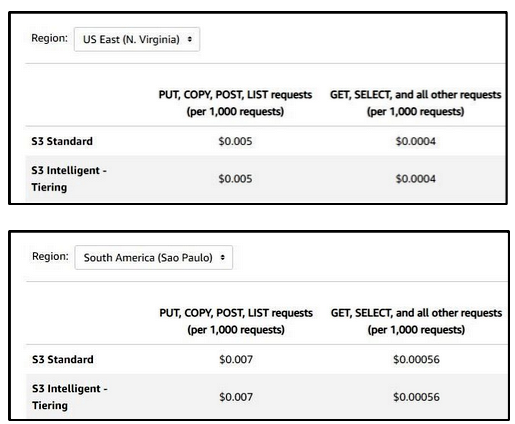 Region: US East (N. Virginia)
PUT, COPY, POST, LIST requests GET, SELECT, and all other requests
(per 1,000 requests) (per 1,000 requests)
S3 Standard $0.005 $0.0004
S3 Intelligent -
Tiering $0.005 $0.0004
Region: South America (Sao Paulo)
PUT, COPY, POST, LIST requests GET, SELECT, and all other requests
(per 1,000 requests) (per 1,000 requests)
S3 Standard $0.007 $0.00056
S3 Intelligent -
Tiering $0.007 $0.00056